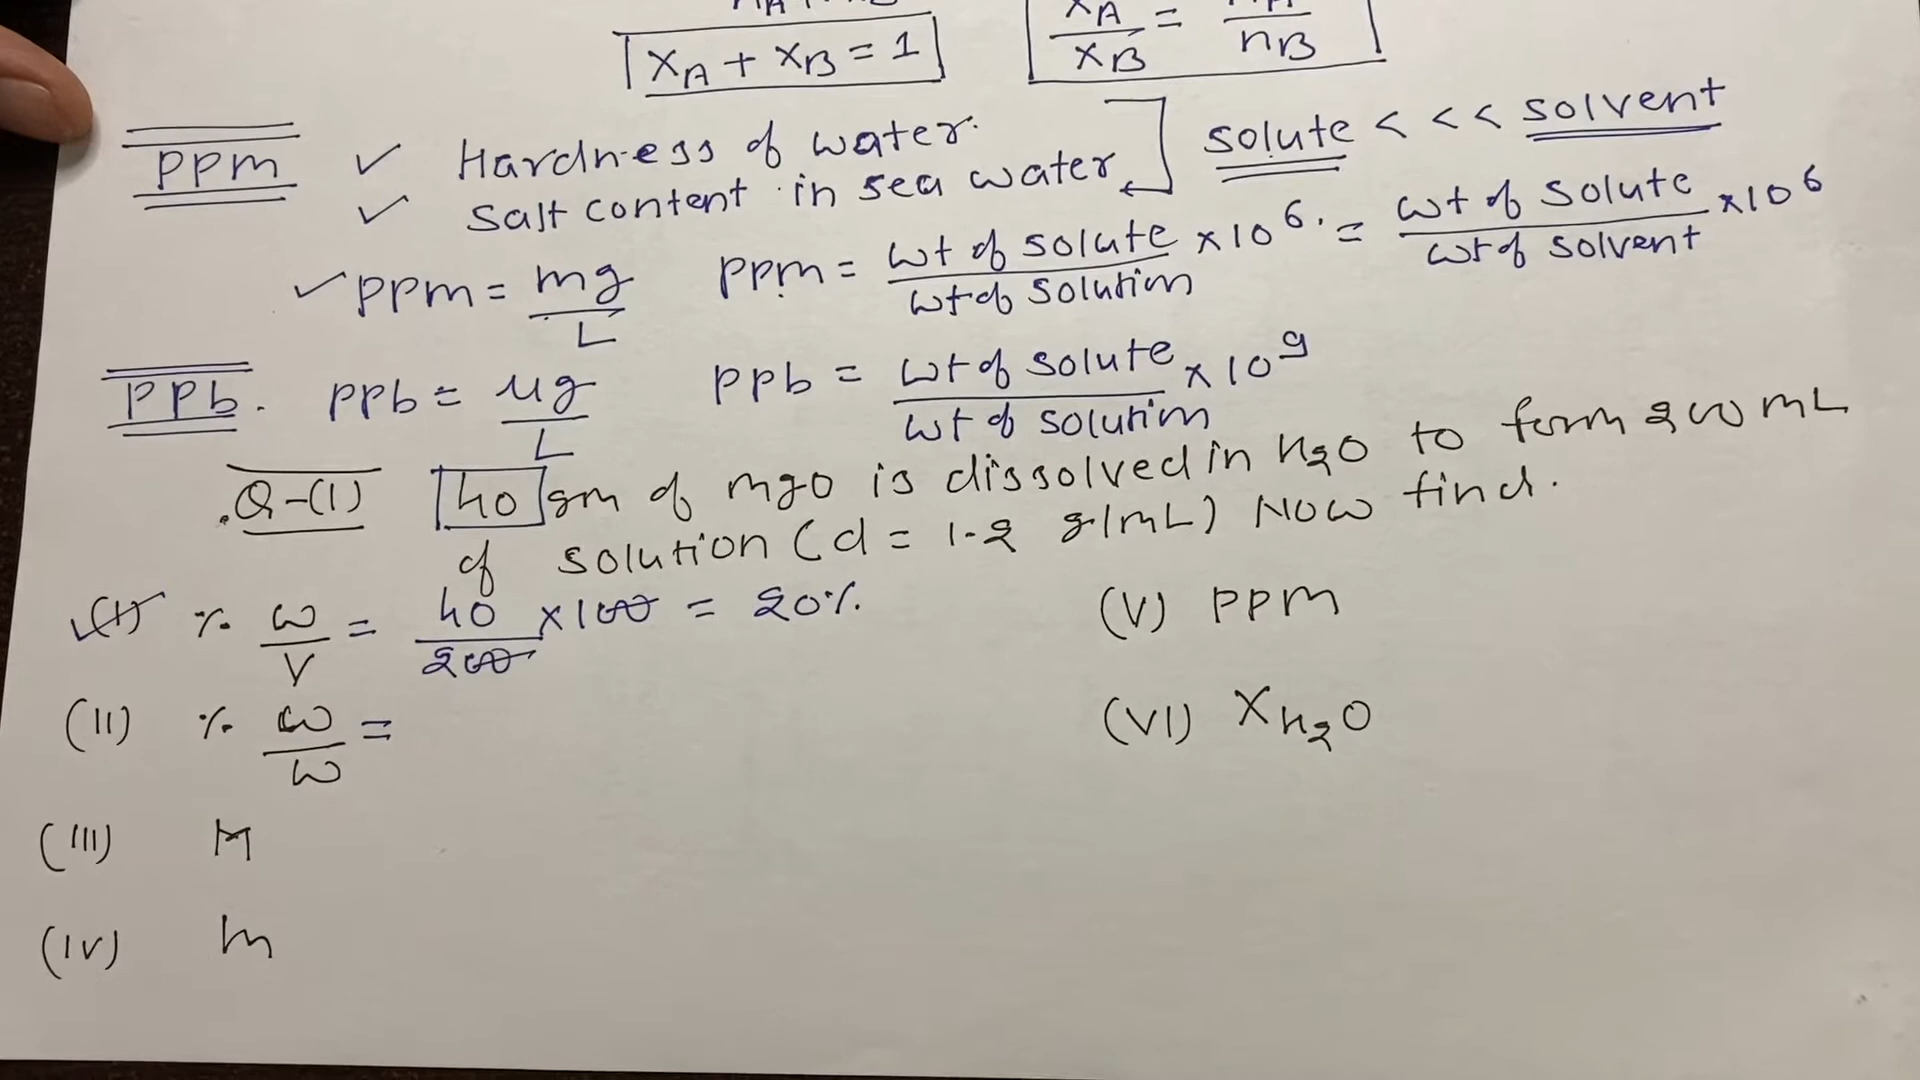 xA + xB = 1
xA/xB = nA/nB
PPm ✓ Hardness of water.
✓ Salt content in sea water
solute < < < solvent
✓ PPm = mg/L PPm = wt of solute/wt of solution × 10⁶. = wt of solute/wt of solvent × 10⁶
PPb. PPb = μg/L PPb = wt of solute/wt of solution × 10⁹
Q-(1) 40 gm of mgo is dissolved in H2O to form 200 mL
of solution (d = 1.2 g/mL) Now find.
(I) % w/v = 40/200 × 100 = 20%
(II) % w/w =
(III) M
(IV) m
(V) PPm
(VI) X H2O